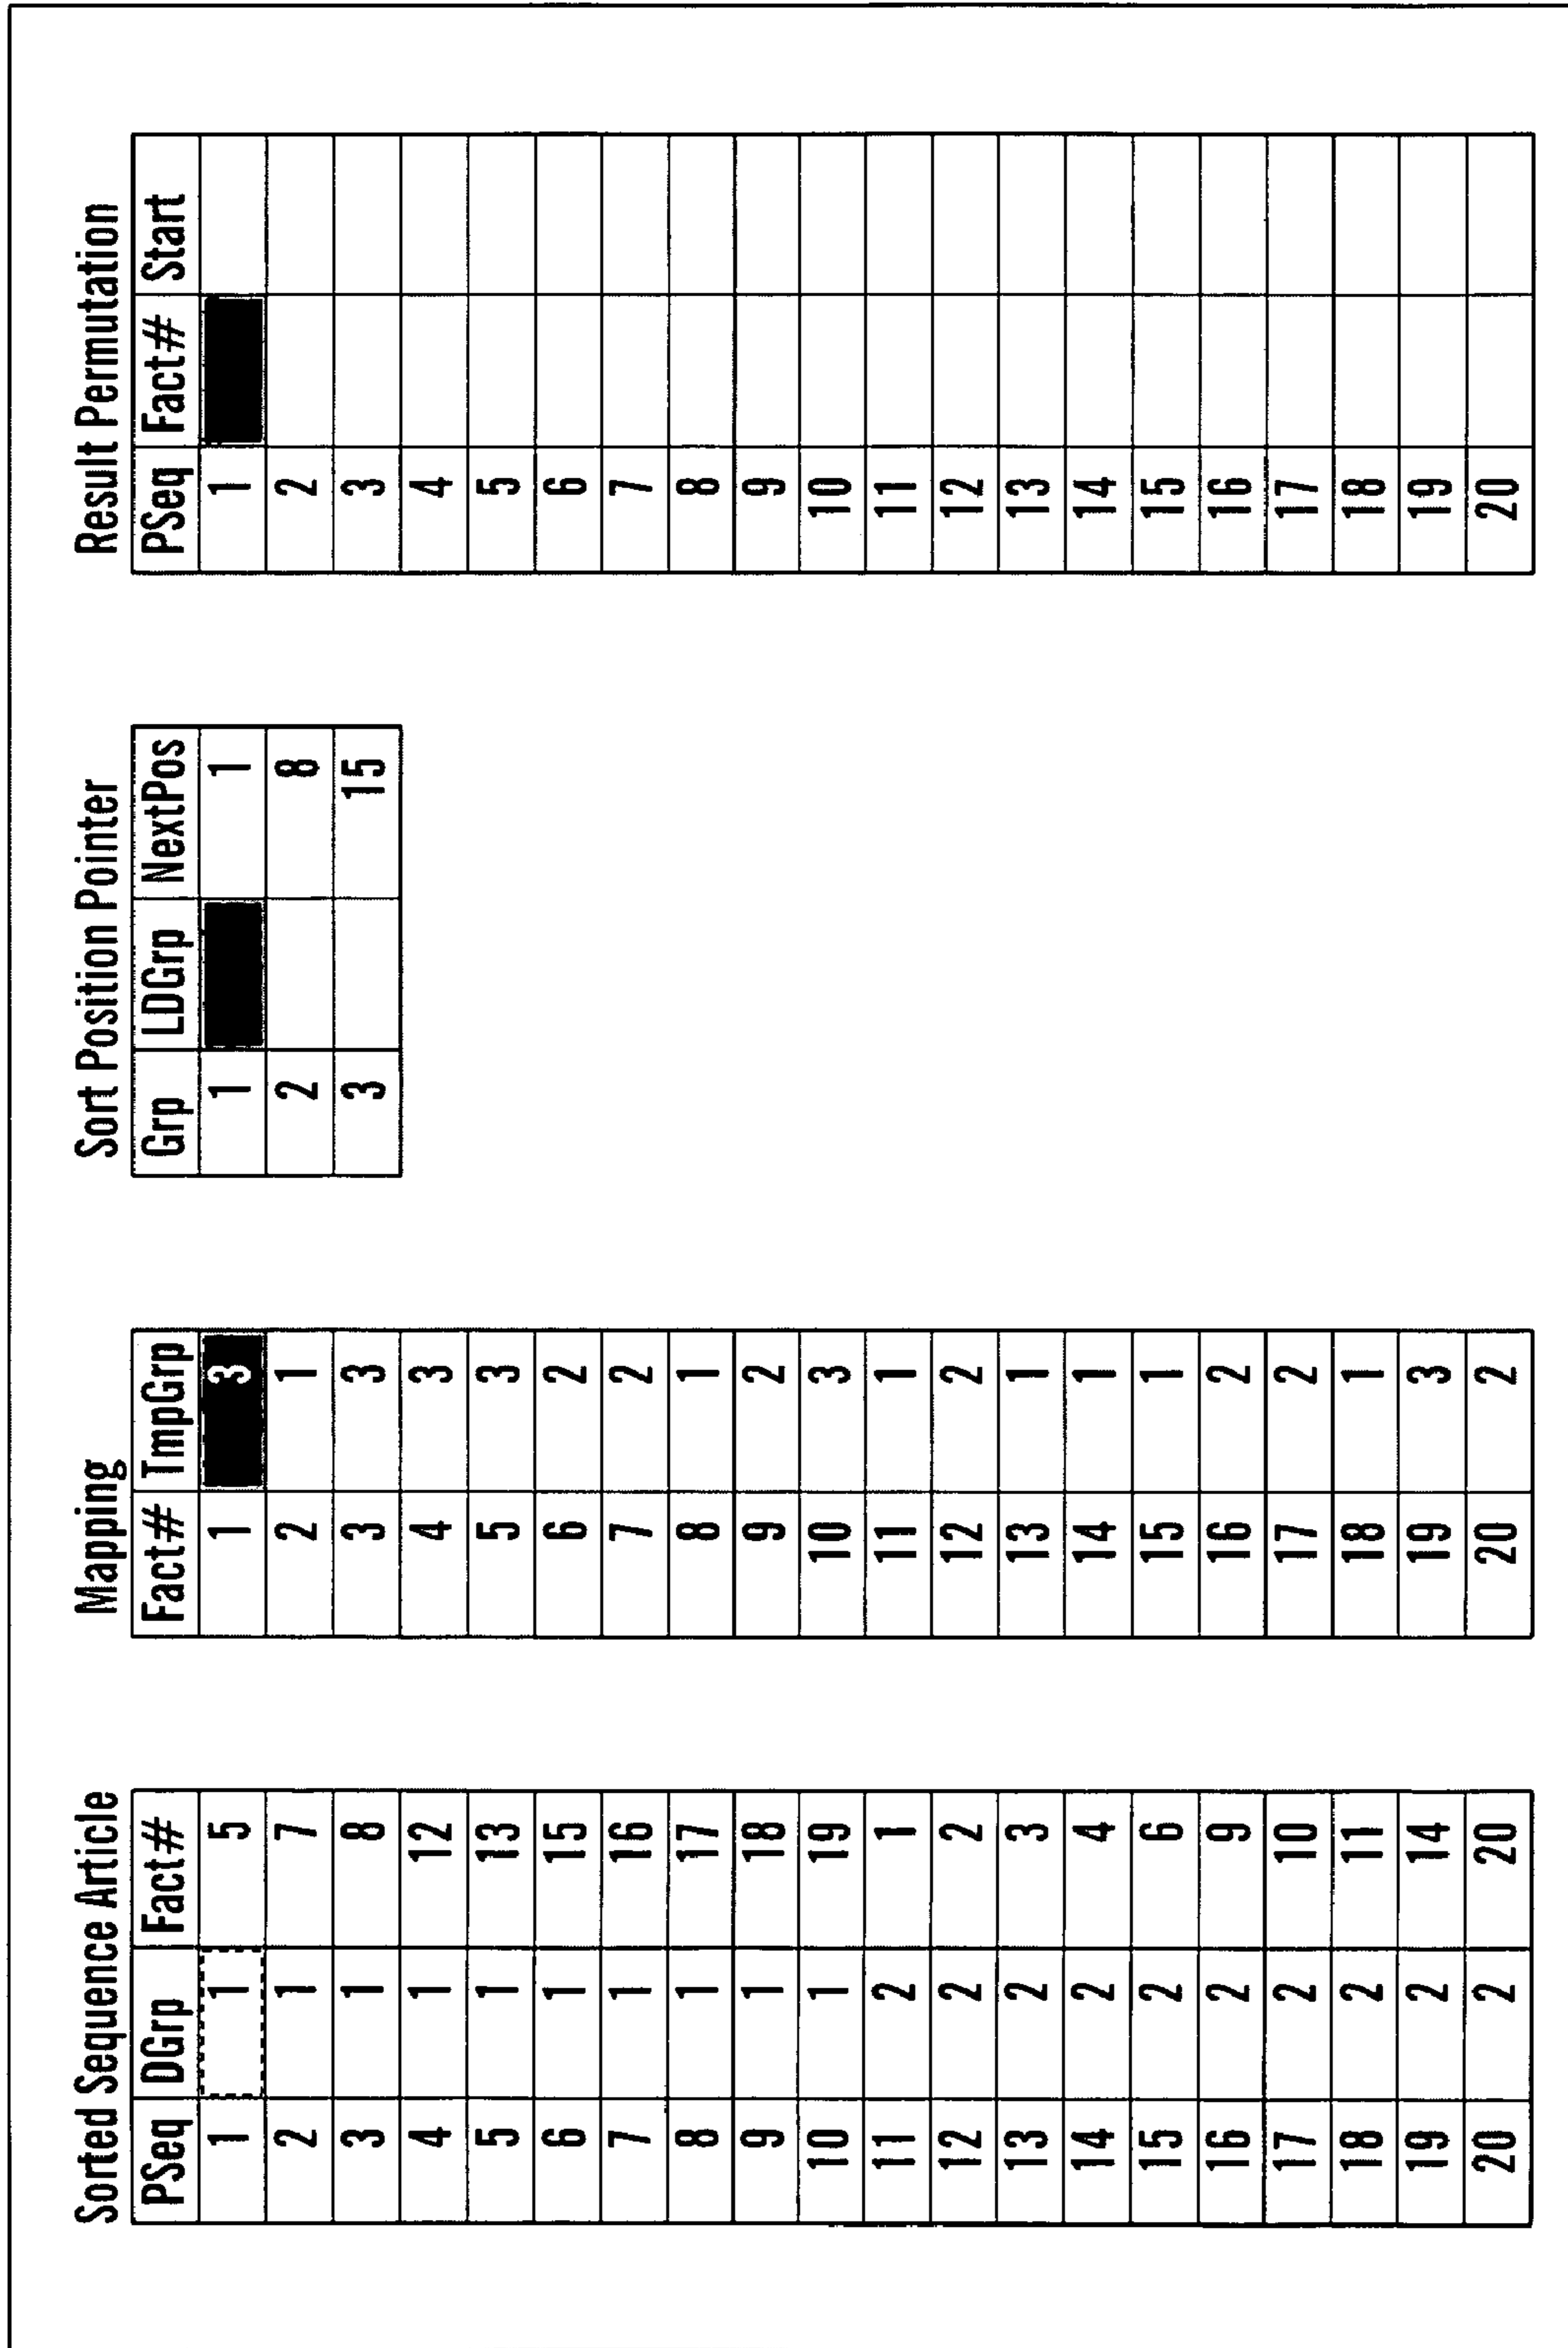 Sorted Sequence Article Mapping Sort Position Pointer Result Permutation
PSeq DGrp Fact# Fact# TmpGrp Grp LDGrp NextPos PSeq Fact# Start
1 1 5 1 3 1 1 1
2 1 7 2 1 2 8 2
3 1 8 3 3 3 15 3
4 1 12 4 3 4
5 1 13 5 3 5
6 1 15 6 2 6
7 1 16 7 2 7
8 1 17 8 1 8
9 1 18 9 2 9
10 1 19 10 3 10
11 2 1 11 1 11
12 2 2 12 2 12
13 2 3 13 1 13
14 2 4 14 1 14
15 2 6 15 1 15
16 2 9 16 2 16
17 2 10 17 2 17
18 2 11 18 1 18
19 2 14 19 3 19
20 2 20 20 2 20